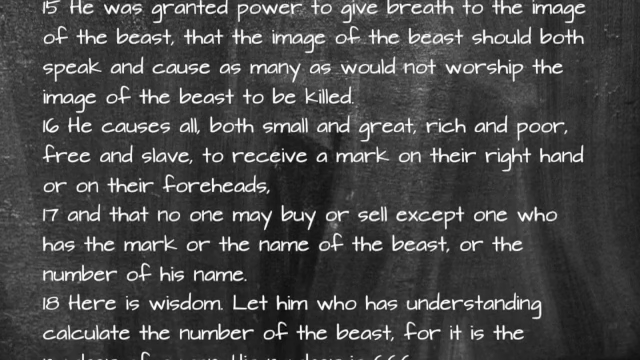 15 He was granted power to give breath to the image
of the beast, that the image of the beast should both
speak and cause as many as would not worship the
image of the beast to be killed.
16 He causes all, both small and great, rich and poor,
free and slave, to receive a mark on their right hand
or on their foreheads,
17 and that no one may buy or sell except one who
has the mark or the name of the beast, or the
number of his name.
18 Here is wisdom. Let him who has understanding
calculate the number of the beast, for it is the